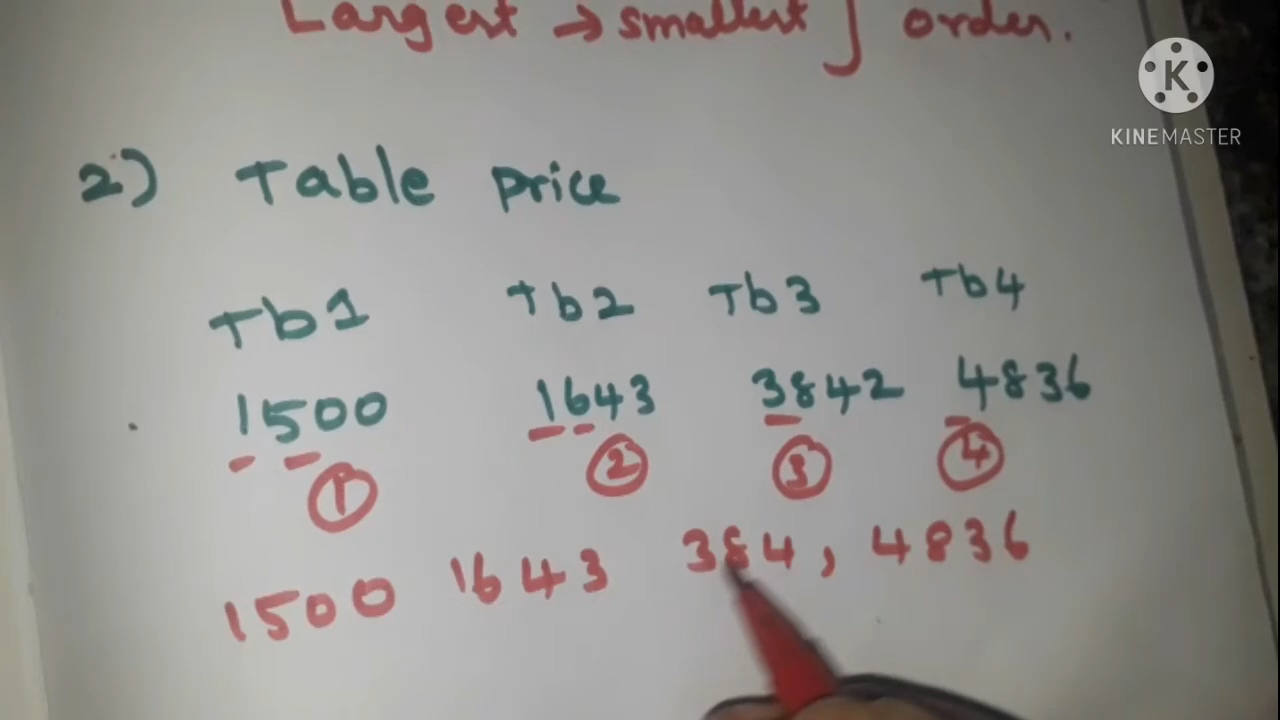 Largest → smallest } order.
K
KINEMASTER
2) Table price
Tb1 Tb2 Tb3 Tb4
1500 1643 3842 4836
1 2 3 4
1500 1643 384, 4836